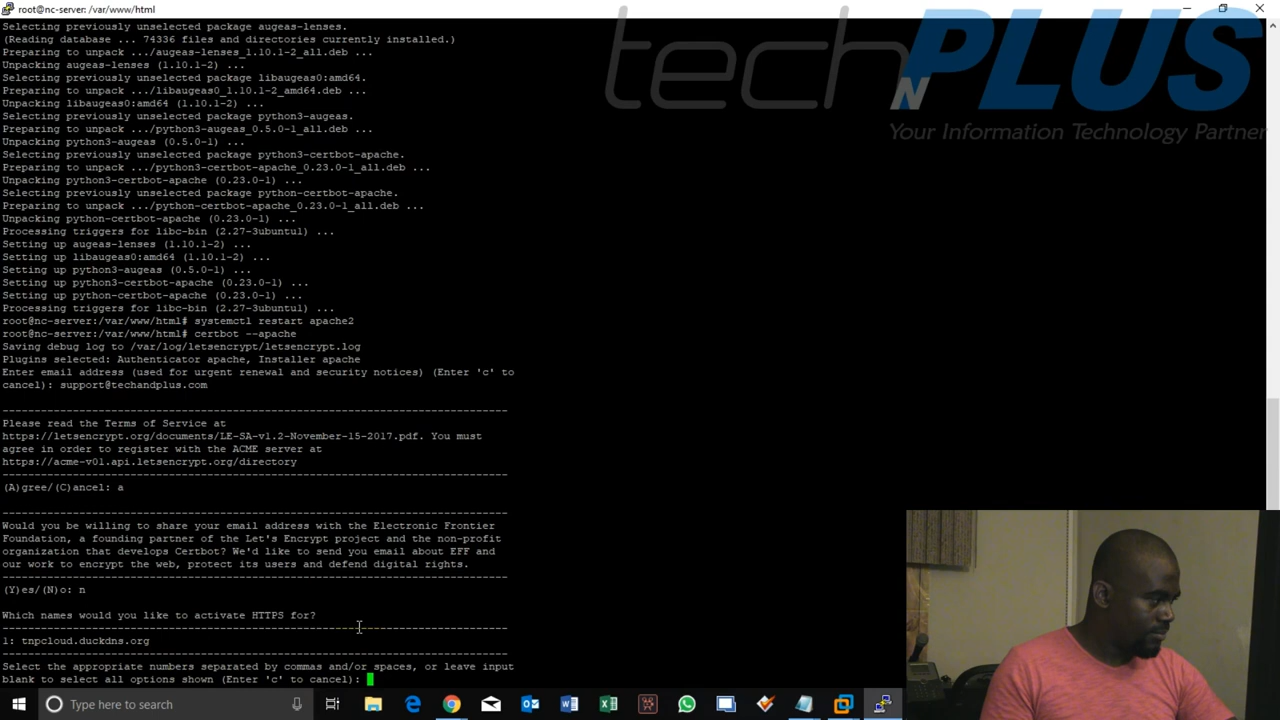 root@nc-server: /var/www/html
Selecting previously unselected package augeas-lenses.
(Reading database ... 74336 files and directories currently installed.)
Preparing to unpack .../augeas-lenses_1.10.1-2_all.deb ...
Unpacking augeas-lenses (1.10.1-2) ...
Selecting previously unselected package libaugeas0:amd64.
Preparing to unpack .../libaugeas0_1.10.1-2_amd64.deb ...
Unpacking libaugeas0:amd64 (1.10.1-2) ...
Selecting previously unselected package python3-augeas.
Preparing to unpack .../python3-augeas_0.5.0-1_all.deb ...
Unpacking python3-augeas (0.5.0-1) ...
Selecting previously unselected package python3-certbot-apache.
Preparing to unpack .../python3-certbot-apache_0.23.0-1_all.deb ...
Unpacking python3-certbot-apache (0.23.0-1) ...
Selecting previously unselected package python-certbot-apache.
Preparing to unpack .../python-certbot-apache_0.23.0-1_all.deb ...
Unpacking python-certbot-apache (0.23.0-1) ...
Processing triggers for libc-bin (2.27-3ubuntu1) ...
Setting up augeas-lenses (1.10.1-2) ...
Setting up libaugeas0:amd64 (1.10.1-2) ...
Setting up python3-augeas (0.5.0-1) ...
Setting up python3-certbot-apache (0.23.0-1) ...
Setting up python-certbot-apache (0.23.0-1) ...
Processing triggers for libc-bin (2.27-3ubuntu1) ...
root@nc-server:/var/www/html# systemctl restart apache2
root@nc-server:/var/www/html# certbot --apache
Saving debug log to /var/log/letsencrypt/letsencrypt.log
Plugins selected: Authenticator apache, Installer apache
Enter email address (used for urgent renewal and security notices) (Enter 'c' to
cancel): support@techandplus.com
-------------------------------------------------------------------------------
Please read the Terms of Service at
https://letsencrypt.org/documents/LE-SA-v1.2-November-15-2017.pdf. You must
agree in order to register with the ACME server at
https://acme-v01.api.letsencrypt.org/directory
-------------------------------------------------------------------------------
(A)gree/(C)ancel: a
-------------------------------------------------------------------------------
Would you be willing to share your email address with the Electronic Frontier
Foundation, a founding partner of the Let's Encrypt project and the non-profit
organization that develops Certbot? We'd like to send you email about EFF and
our work to encrypt the web, protect its users and defend digital rights.
-------------------------------------------------------------------------------
(Y)es/(N)o: n
Which names would you like to activate HTTPS for?
-------------------------------------------------------------------------------
1: tnpcloud.duckdns.org
-------------------------------------------------------------------------------
Select the appropriate numbers separated by commas and/or spaces, or leave input
blank to select all options shown (Enter 'c' to cancel):
tech N PLUS
Your Information Technology Partner
Type here to search